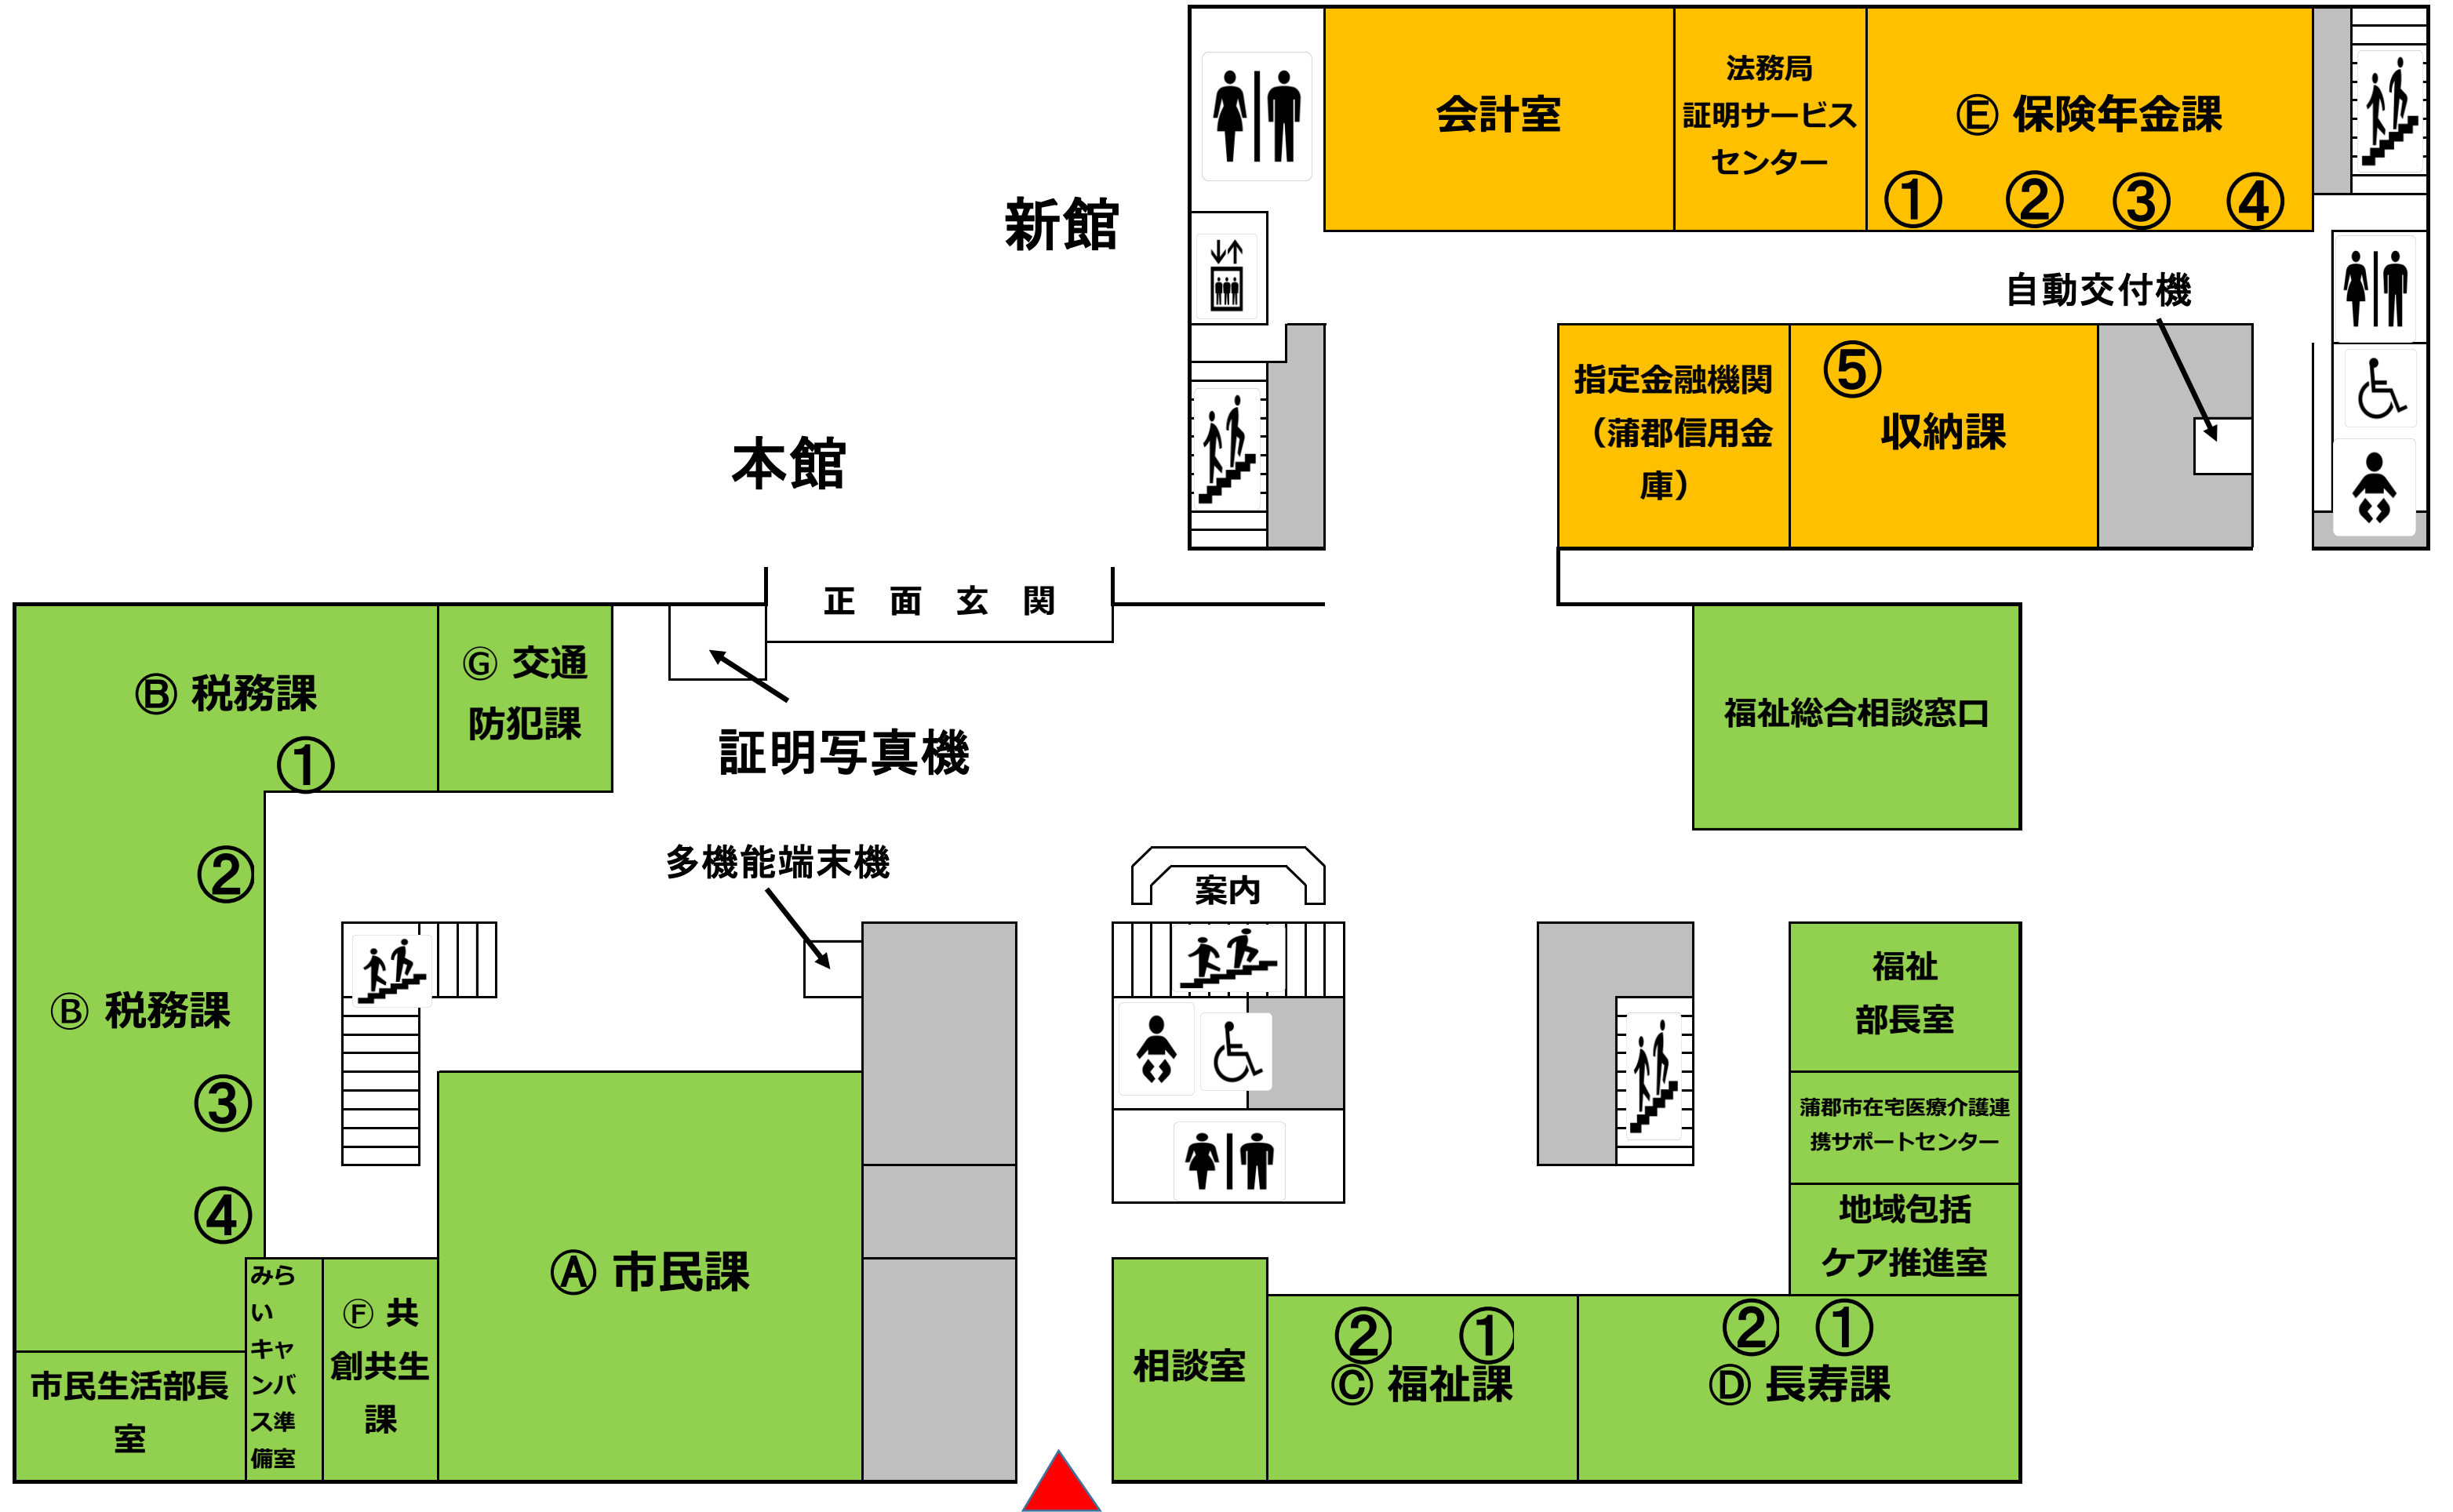 会計室
法務局
証明サービス
センター
Ⓔ 保険年金課
① ② ③ ④
新館
自動交付機
指定金融機関
（蒲郡信用金
庫）
⑤
収納課
本館
正 面 玄 関
Ⓑ 税務課
①
Ⓖ 交通
防犯課
証明写真機
福祉総合相談窓口
②
多機能端末機
案内
Ⓑ 税務課
③
④
福祉
部長室
蒲郡市在宅医療介護連
携サポートセンター
地域包括
ケア推進室
Ⓐ 市民課
みら
い
キャ
ンバ
ス準
備室
Ⓕ 共
創共生
課
市民生活部長
室
相談室
② ①
Ⓒ 福祉課
② ①
Ⓓ 長寿課